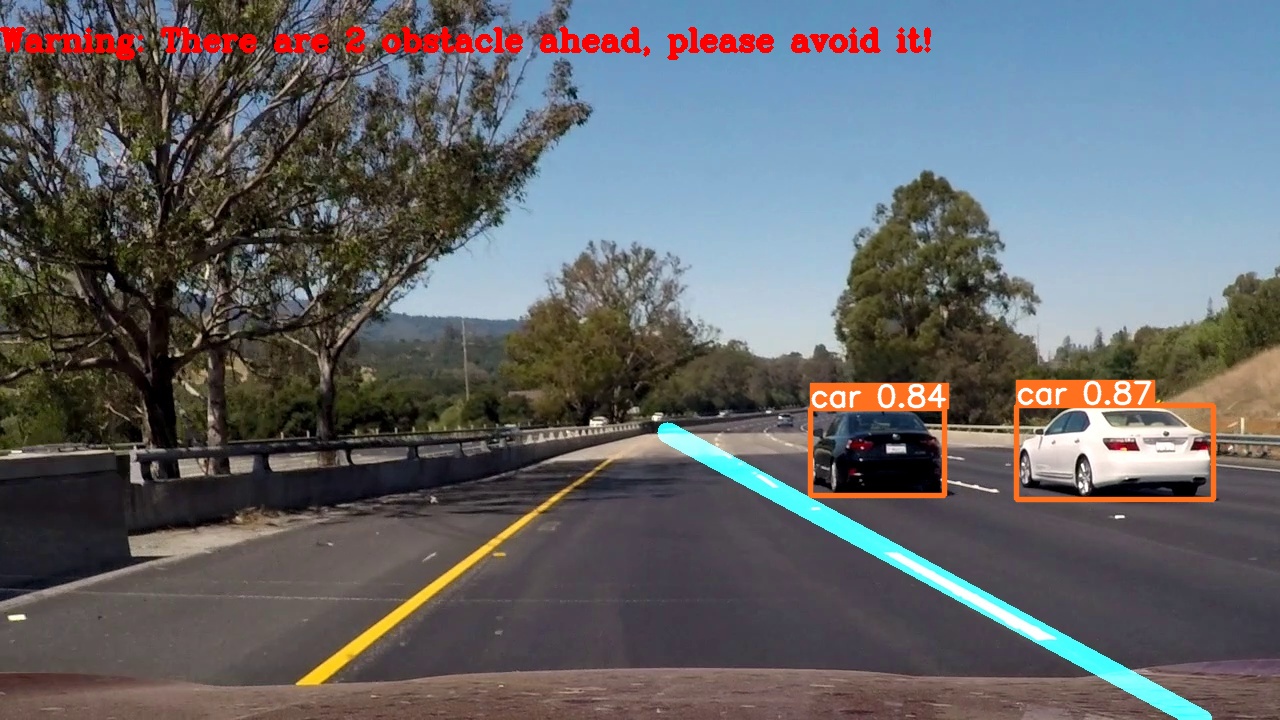 Warning: There are 2 obstacle ahead, please avoid it!
car 0.84
car 0.87